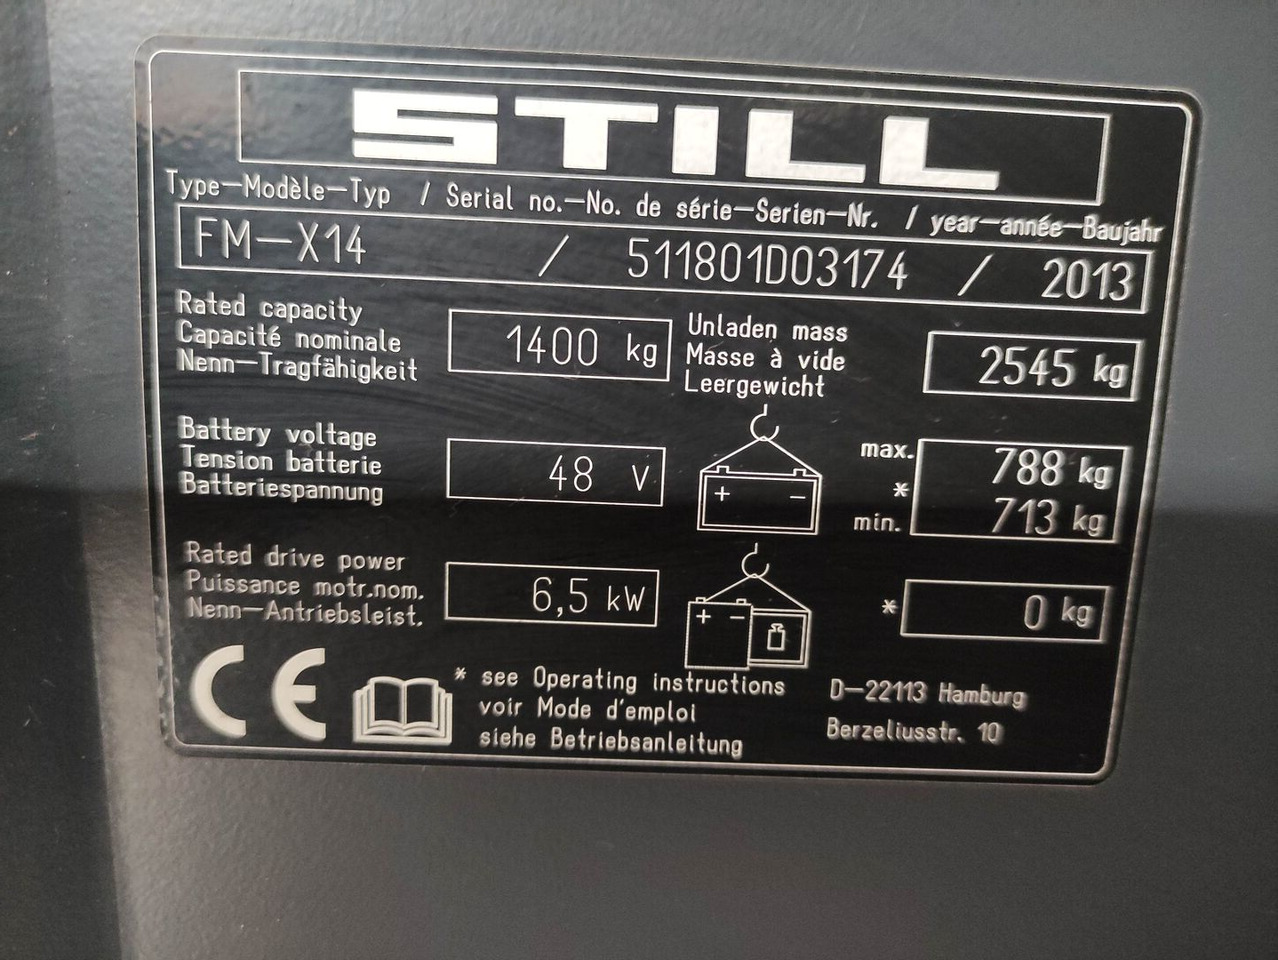 STILL
Type-Modèle-Typ / Serial no.-No. de série-Serien-Nr. / year-année-Baujahr
FM-X14 / 511801D03174 / 2013
Rated capacity
Capacité nominale
Nenn-Tragfähigkeit
1400 kg
Unladen mass
Masse à vide
Leergewicht
2545 kg
Battery voltage
Tension batterie
Batteriespannung
48 V
+ -
max. 788 kg
*
min. 713 kg
Rated drive power
Puissance motr.nom.
Nenn-Antriebsleist.
6,5 kW
+ -
* 0 kg
CE
* see Operating instructions
voir Mode d'emploi
siehe Betriebsanleitung
D-22113 Hamburg
Berzeliusstr. 10